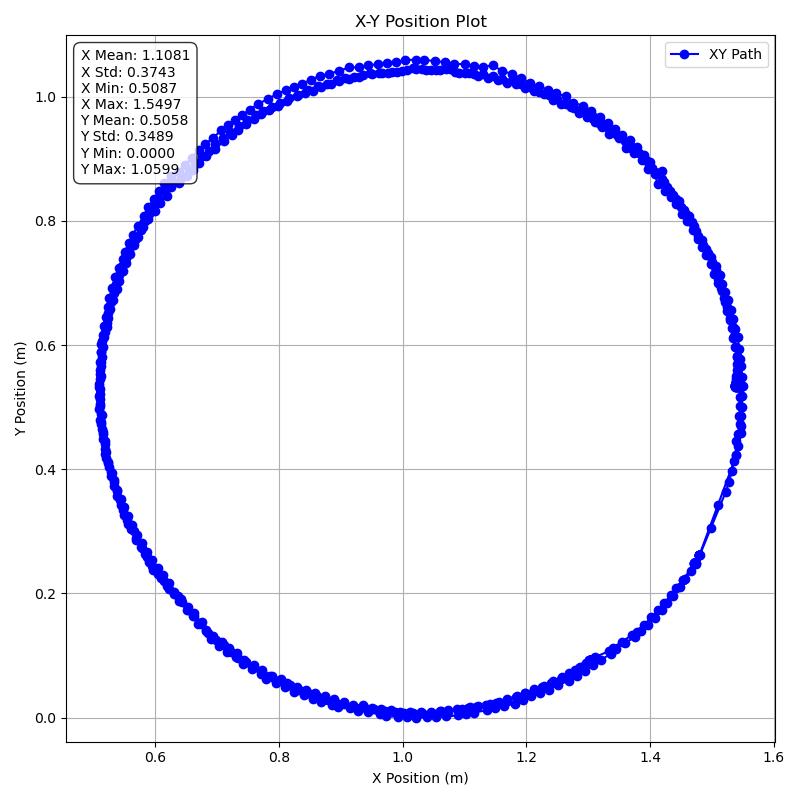 X-Y Position Plot
X Mean: 1.1081
X Std: 0.3743
X Min: 0.5087
X Max: 1.5497
Y Mean: 0.5058
Y Std: 0.3489
Y Min: 0.0000
Y Max: 1.0599
XY Path
1.0
0.8
0.6
0.4
0.2
0.0
Y Position (m)
0.6 0.8 1.0 1.2 1.4 1.6
X Position (m)